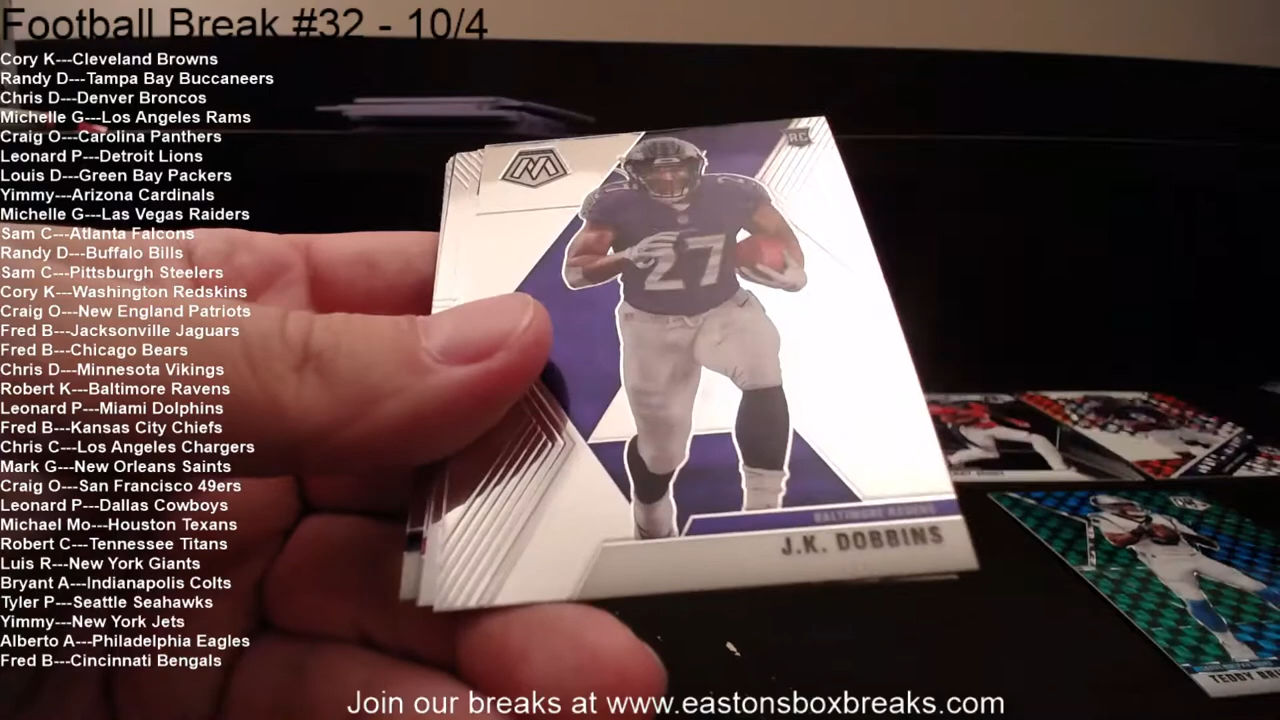 Football Break #32 - 10/4
Cory K---Cleveland Browns
Randy D---Tampa Bay Buccaneers
Chris D---Denver Broncos
Michelle G---Los Angeles Rams
Craig O---Carolina Panthers
Leonard P---Detroit Lions
Louis D---Green Bay Packers
Yimmy---Arizona Cardinals
Michelle G---Las Vegas Raiders
Sam C---Atlanta Falcons
Randy D---Buffalo Bills
Sam C---Pittsburgh Steelers
Cory K---Washington Redskins
Craig O---New England Patriots
Fred B---Jacksonville Jaguars
Fred B---Chicago Bears
Chris D---Minnesota Vikings
Robert K---Baltimore Ravens
Leonard P---Miami Dolphins
Fred B---Kansas City Chiefs
Chris C---Los Angeles Chargers
Mark G---New Orleans Saints
Craig O---San Francisco 49ers
Leonard P---Dallas Cowboys
Michael Mo---Houston Texans
Robert C---Tennessee Titans
Luis R---New York Giants
Bryant A---Indianapolis Colts
Tyler P---Seattle Seahawks
Yimmy---New York Jets
Alberto A---Philadelphia Eagles
Fred B---Cincinnati Bengals
RC
27
BALTIMORE RAVENS
J.K. DOBBINS
TEDDY
Join our breaks at www.eastonsboxbreaks.com